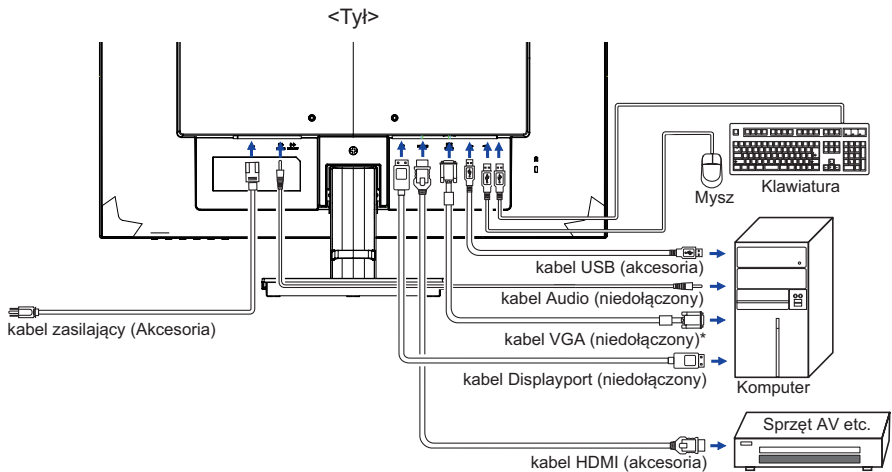 <Tył>
Mysz
Klawiatura
kabel USB (akcesoria)
kabel Audio (niedołączony)
kabel zasilający (Akcesoria)
kabel VGA (niedołączony)*
kabel Displayport (niedołączony)
Komputer
Sprzęt AV etc.
kabel HDMI (akcesoria)